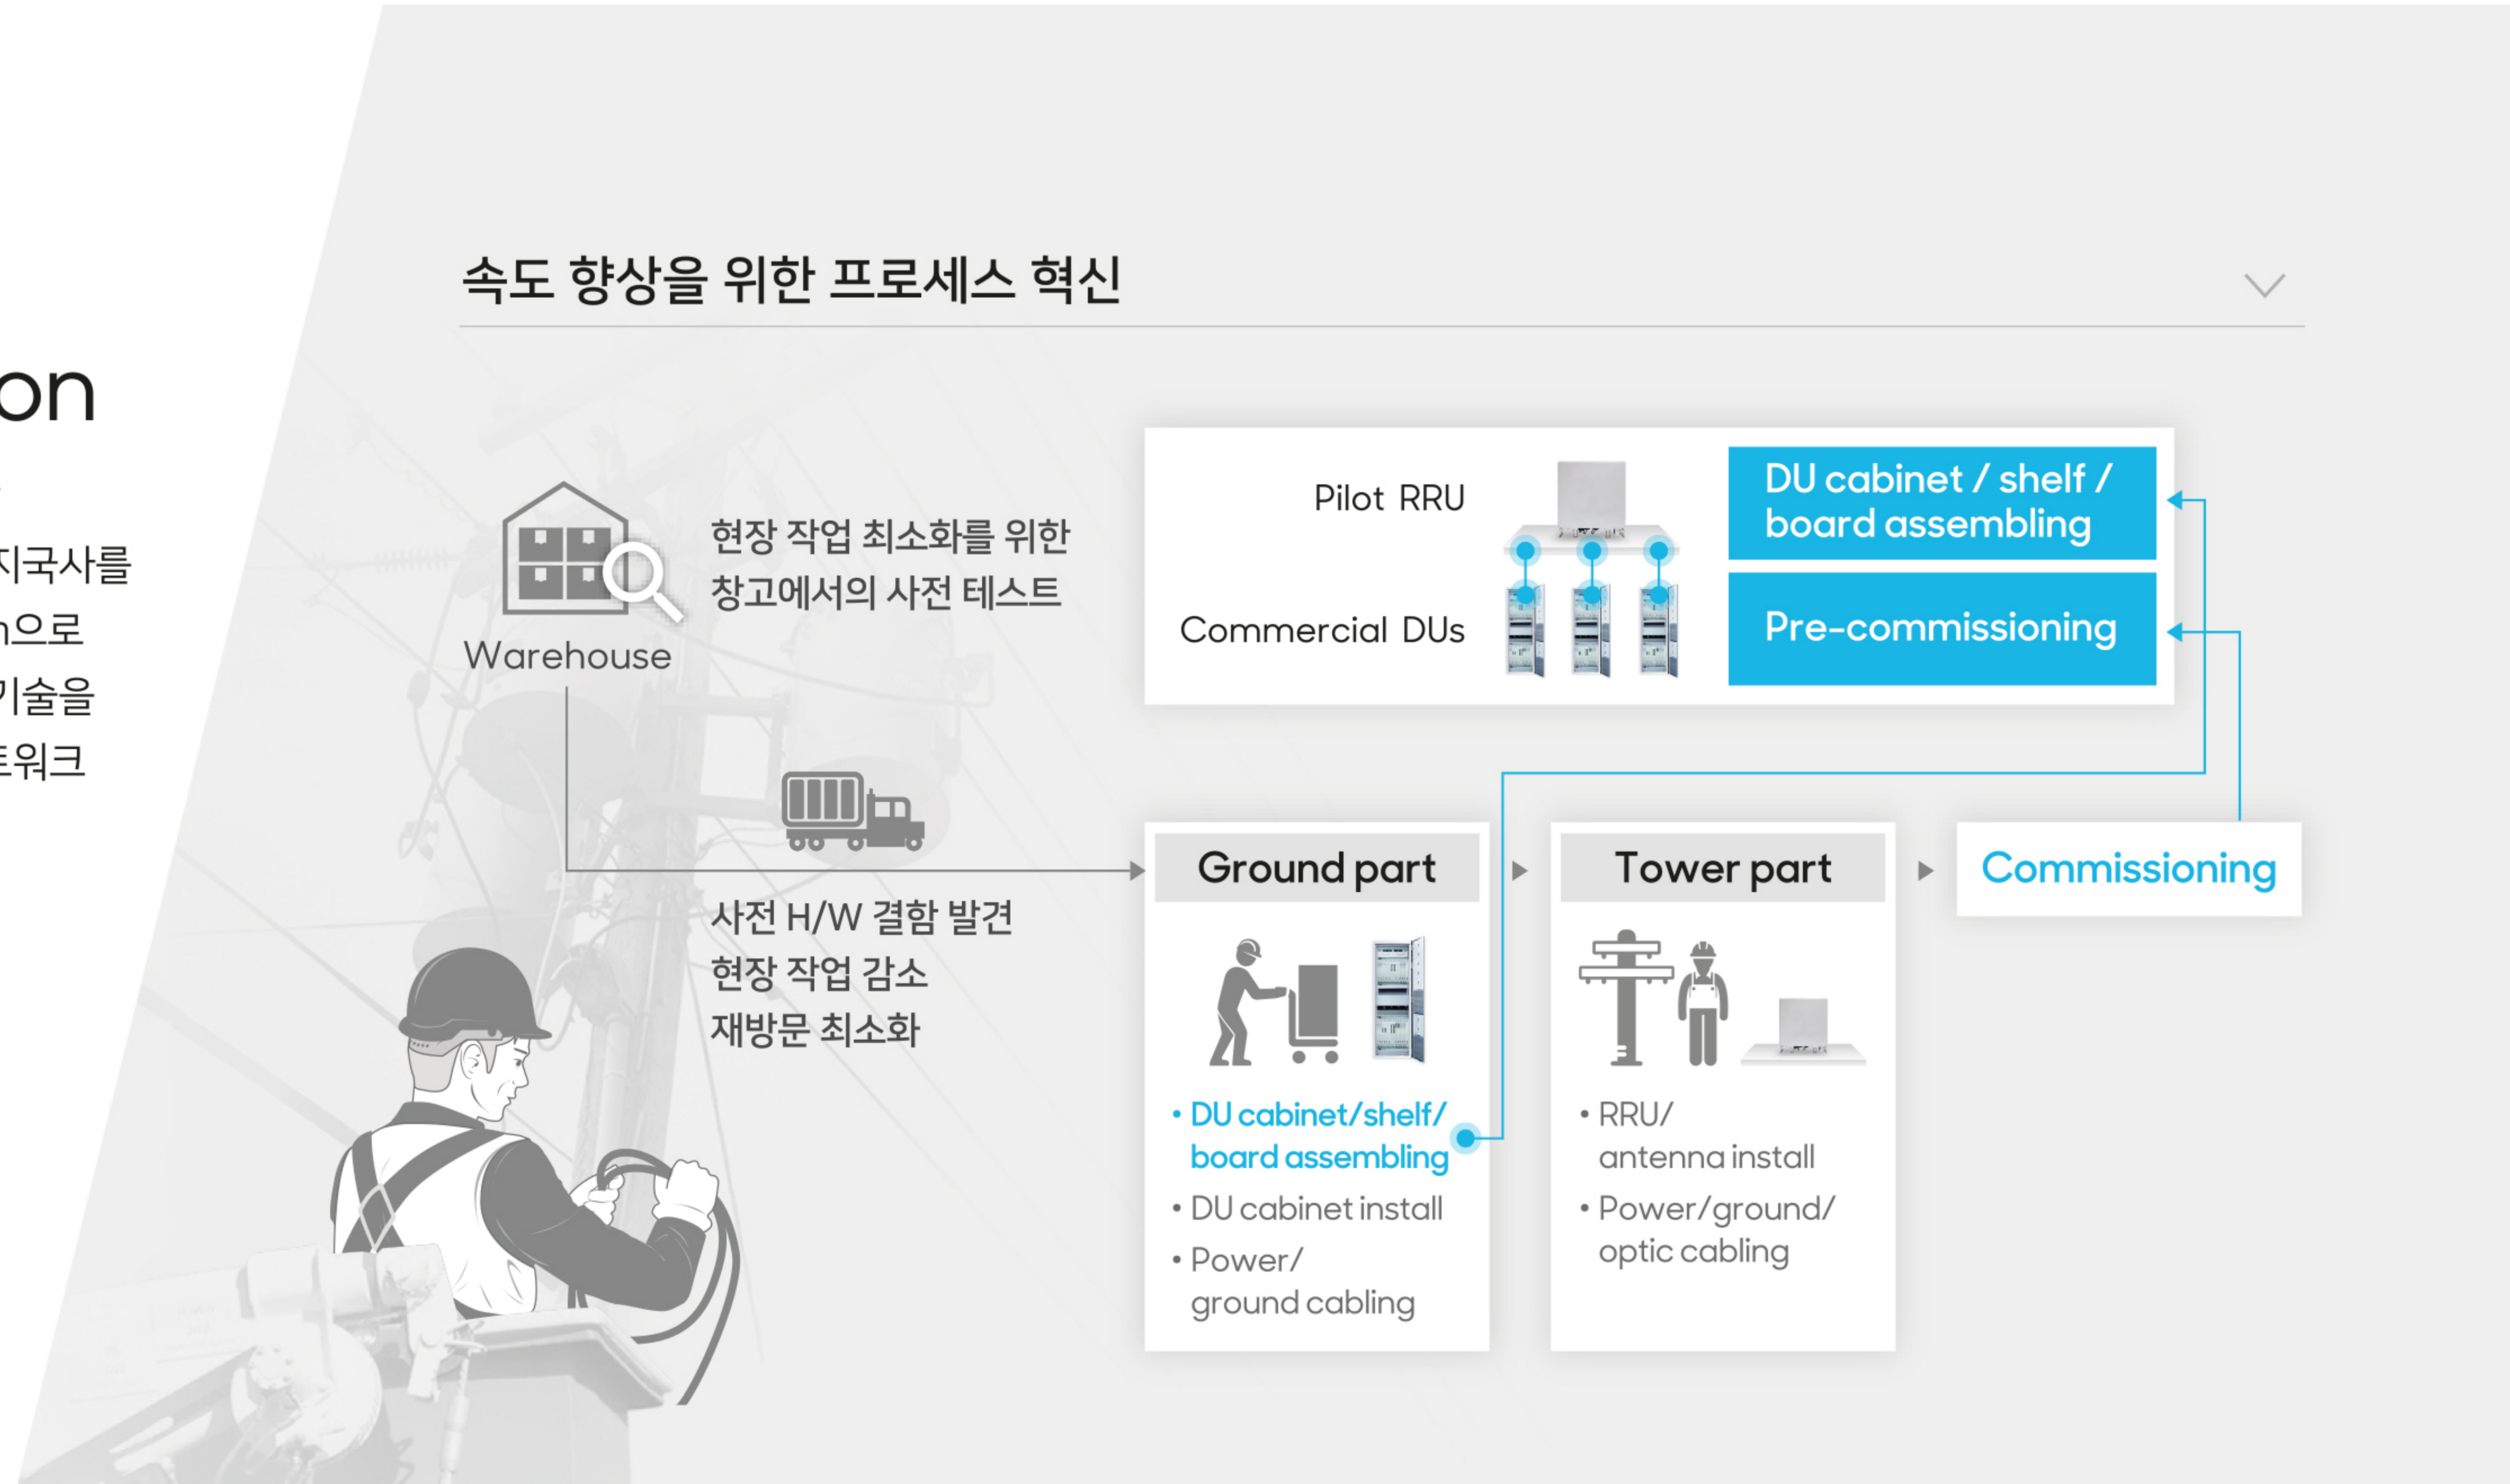 on
지국사를
으로
기술을
트워크
속도 향상을 위한 프로세스 혁신
현장 작업 최소화를 위한
창고에서의 사전 테스트
Warehouse
사전 H/W 결함 발견
현장 작업 감소
재방문 최소화
Pilot RRU
Commercial DUs
DU cabinet / shelf /
board assembling
Pre-commissioning
Ground part
• DU cabinet/shelf/
board assembling
• DU cabinet install
• Power/
ground cabling
Tower part
• RRU/
antenna install
• Power/ground/
optic cabling
Commissioning